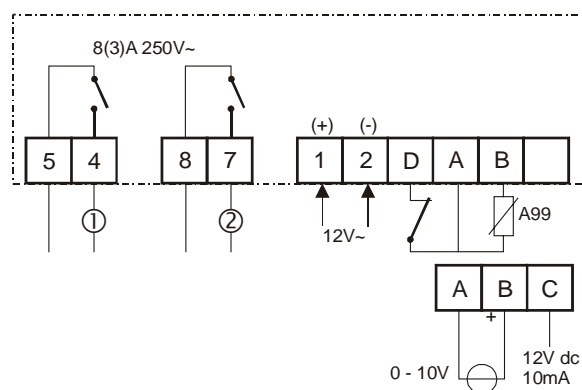 8(3)A 250V~
(+) (-)
5 4 8 7 1 2 D A B
① ② 12V~ A99
A B C
+
0 - 10V 12V dc
10mA